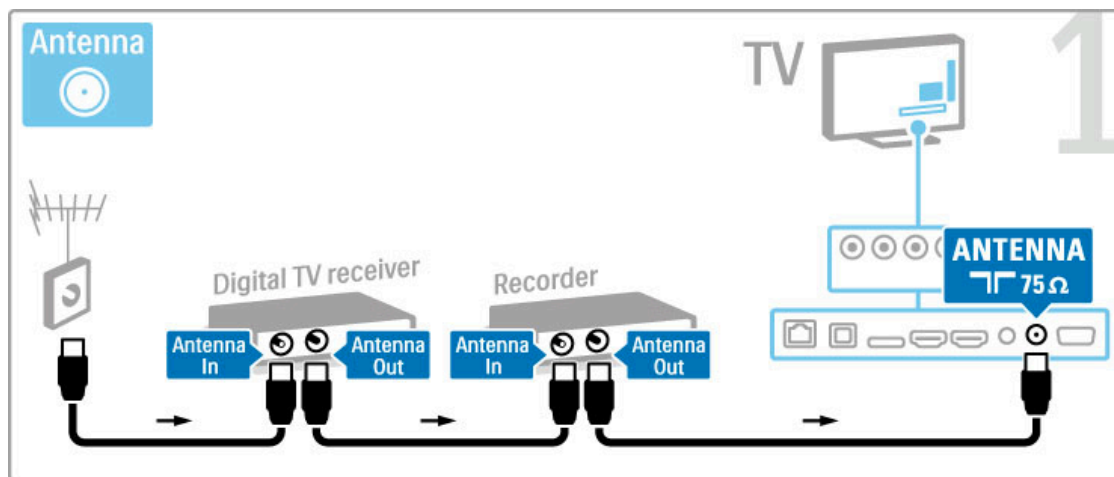 Antenna
TV
1
Digital TV receiver
Recorder
ANTENNA
75 Ω
Antenna
In
Antenna
Out
Antenna
In
Antenna
Out